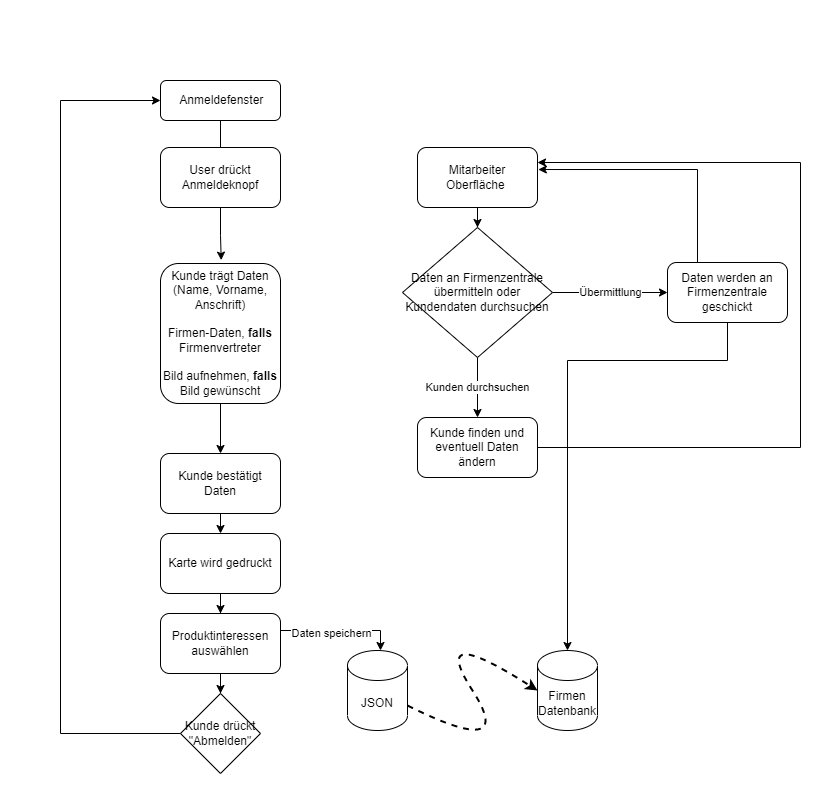 Anmeldefenster
User drückt
Anmeldeknopf
Kunde trägt Daten
(Name, Vorname,
Anschrift)
Firmen-Daten, falls
Firmenvertreter
Bild aufnehmen, falls
Bild gewünscht
Kunde bestätigt
Daten
Karte wird gedruckt
Produktinteressen
auswählen
Daten speichern
Kunde drückt
"Abmelden"
JSON
Mitarbeiter
Oberfläche
Daten an Firmenzentrale
übermitteln oder
Kundendaten durchsuchen
Übermittlung
Daten werden an
Firmenzentrale
geschickt
Kunden durchsuchen
Kunde finden und
eventuell Daten
ändern
Firmen
Datenbank